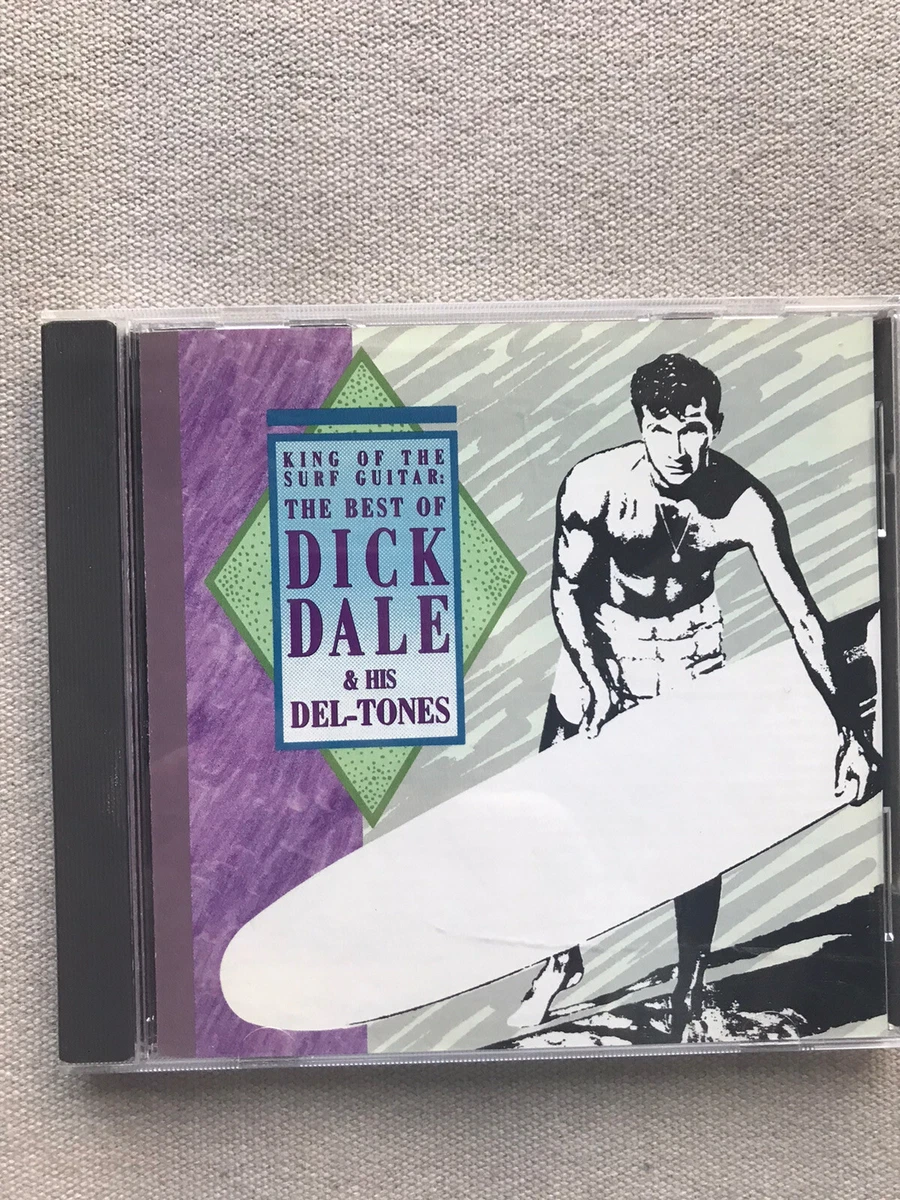 KING OF THE
SURF GUITAR:
THE BEST OF
DICK
DALE
& HIS
DEL-TONES